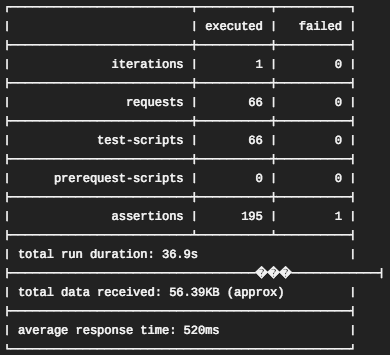 executed failed
iterations 1 0
requests 66 0
test-scripts 66 0
prerequest-scripts 0 0
assertions 195 1
total run duration: 36.9s
���
total data received: 56.39KB (approx)
average response time: 520ms